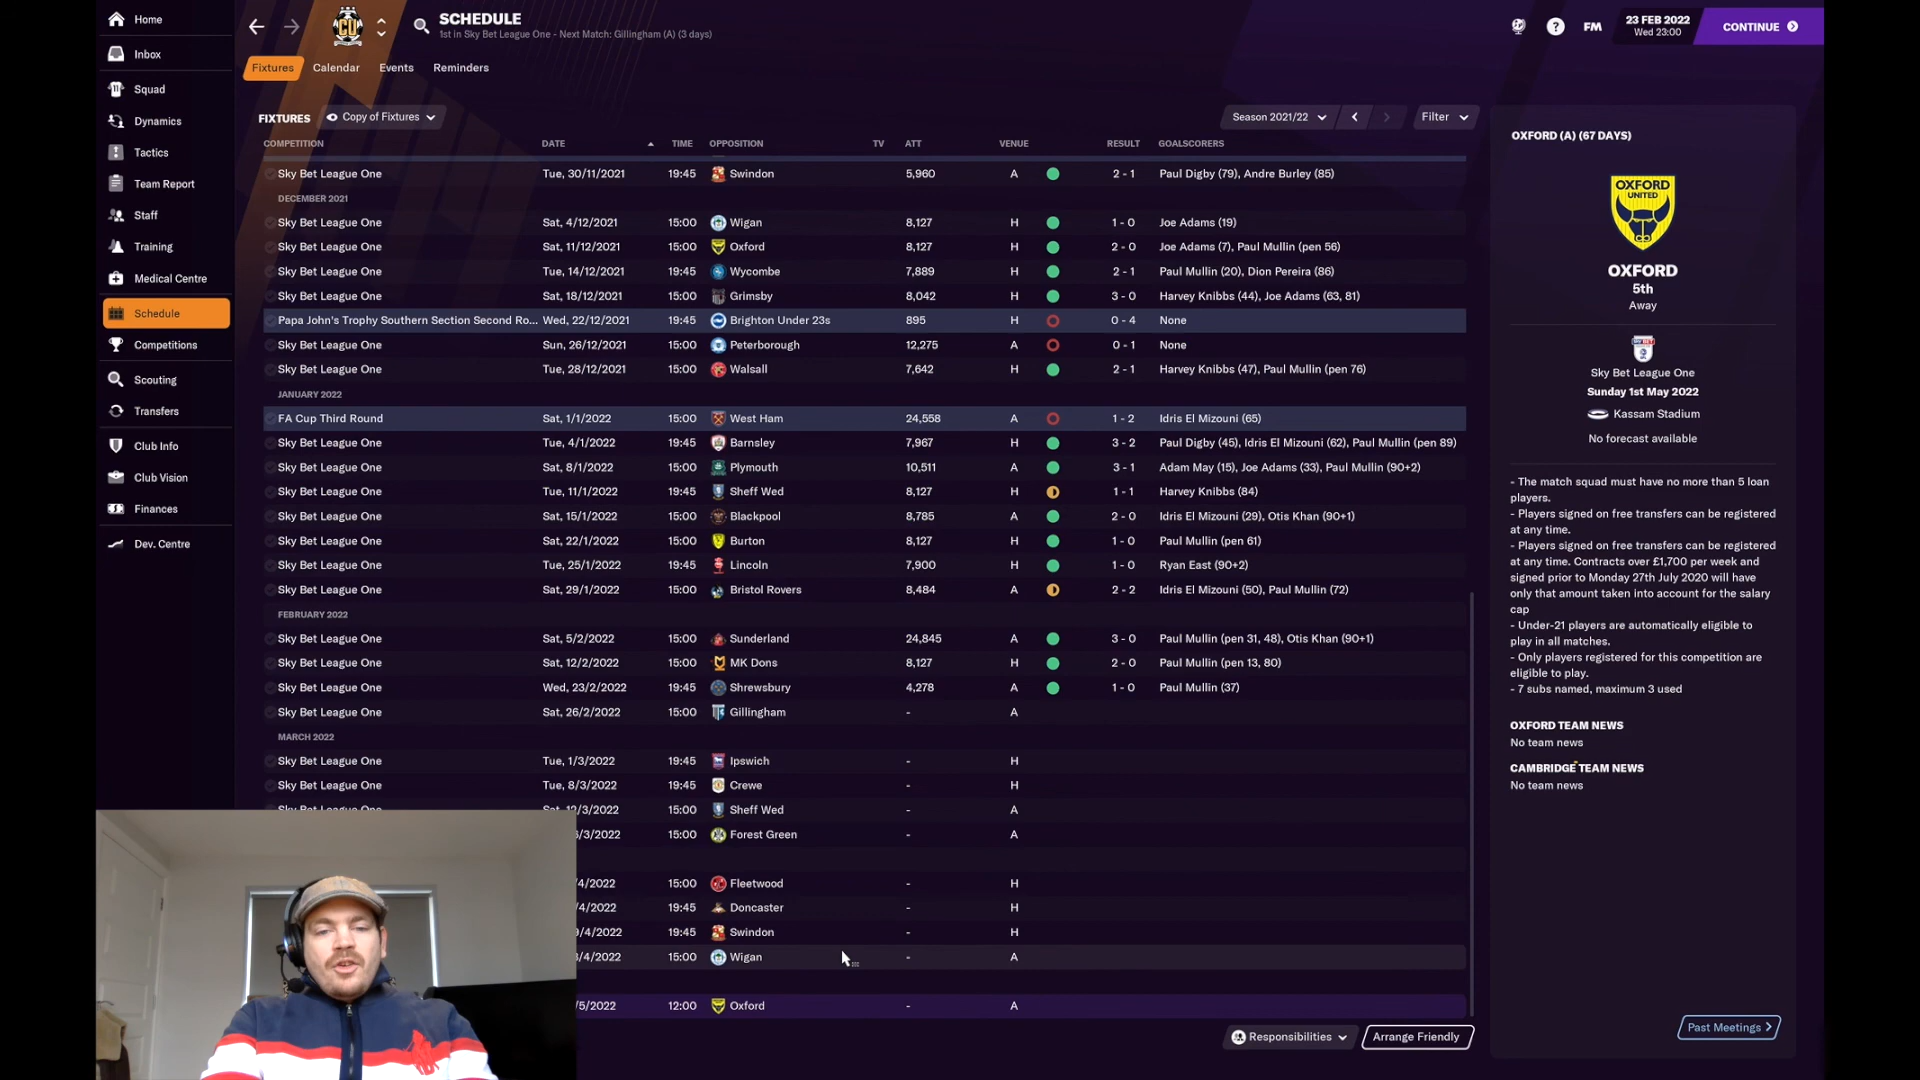 Home
Inbox
Squad
Dynamics
Tactics
Team Report
Staff
Training
Medical Centre
Schedule
Competitions
Scouting
Transfers
Club Info
Club Vision
Finances
Dev. Centre
SCHEDULE
1st in Sky Bet League One - Next Match: Gillingham (A) (3 days)
FM
23 FEB 2022
Wed 23:00
CONTINUE
Fixtures Calendar Events Reminders
FIXTURES Copy of Fixtures Season 2021/22 Filter
COMPETITION DATE TIME OPPOSITION TV ATT VENUE RESULT GOALSCORERS
Sky Bet League One Tue, 30/11/2021 19:45 Swindon 5,960 A 2 - 1 Paul Digby (79), Andre Burley (85)
DECEMBER 2021
Sky Bet League One Sat, 4/12/2021 15:00 Wigan 8,127 H 1 - 0 Joe Adams (19)
Sky Bet League One Sat, 11/12/2021 15:00 Oxford 8,127 H 2 - 0 Joe Adams (7), Paul Mullin (pen 56)
Sky Bet League One Tue, 14/12/2021 19:45 Wycombe 7,889 H 2 - 1 Paul Mullin (20), Dion Pereira (86)
Sky Bet League One Sat, 18/12/2021 15:00 Grimsby 8,042 H 3 - 0 Harvey Knibbs (44), Joe Adams (63, 81)
Papa John's Trophy Southern Section Second Ro... Wed, 22/12/2021 19:45 Brighton Under 23s 895 H 0 - 4 None
Sky Bet League One Sun, 26/12/2021 15:00 Peterborough 12,275 A 0 - 1 None
Sky Bet League One Tue, 28/12/2021 15:00 Walsall 7,642 H 2 - 1 Harvey Knibbs (47), Paul Mullin (pen 76)
JANUARY 2022
FA Cup Third Round Sat, 1/1/2022 15:00 West Ham 24,558 A 1 - 2 Idris El Mizouni (65)
Sky Bet League One Tue, 4/1/2022 19:45 Barnsley 7,967 H 3 - 2 Paul Digby (45), Idris El Mizouni (62), Paul Mullin (pen 89)
Sky Bet League One Sat, 8/1/2022 15:00 Plymouth 10,511 A 3 - 1 Adam May (15), Joe Adams (33), Paul Mullin (90+2)
Sky Bet League One Tue, 11/1/2022 19:45 Sheff Wed 8,127 H 1 - 1 Harvey Knibbs (84)
Sky Bet League One Sat, 15/1/2022 15:00 Blackpool 8,785 A 2 - 0 Idris El Mizouni (29), Otis Khan (90+1)
Sky Bet League One Sat, 22/1/2022 15:00 Burton 8,127 H 1 - 0 Paul Mullin (pen 61)
Sky Bet League One Tue, 25/1/2022 19:45 Lincoln 7,900 H 1 - 0 Ryan East (90+2)
Sky Bet League One Sat, 29/1/2022 15:00 Bristol Rovers 8,484 A 2 - 2 Idris El Mizouni (50), Paul Mullin (72)
FEBRUARY 2022
Sky Bet League One Sat, 5/2/2022 15:00 Sunderland 24,845 A 3 - 0 Paul Mullin (pen 31, 48), Otis Khan (90+1)
Sky Bet League One Sat, 12/2/2022 15:00 MK Dons 8,127 H 2 - 0 Paul Mullin (pen 13, 80)
Sky Bet League One Wed, 23/2/2022 19:45 Shrewsbury 4,278 A 1 - 0 Paul Mullin (37)
Sky Bet League One Sat, 26/2/2022 15:00 Gillingham - A
MARCH 2022
Sky Bet League One Tue, 1/3/2022 19:45 Ipswich - H
Sky Bet League One Tue, 8/3/2022 19:45 Crewe - H
Sky Bet League One Sat, 12/3/2022 15:00 Sheff Wed - A
/3/2022 15:00 Forest Green - A
/4/2022 15:00 Fleetwood - H
/4/2022 19:45 Doncaster - H
/4/2022 19:45 Swindon - H
/4/2022 15:00 Wigan - A
/5/2022 12:00 Oxford - A
Responsibilities Arrange Friendly
OXFORD (A) (67 DAYS)
OXFORD
UNITED
OXFORD
5th
Away
Sky Bet League One
Sunday 1st May 2022
Kassam Stadium
No forecast available
- The match squad must have no more than 5 loan
players.
- Players signed on free transfers can be registered
at any time.
- Players signed on free transfers can be registered
at any time. Contracts over £1,700 per week and
signed prior to Monday 27th July 2020 will have
only that amount taken into account for the salary
cap
- Under-21 players are automatically eligible to
play in all matches.
- Only players registered for this competition are
eligible to play.
- 7 subs named, maximum 3 used
OXFORD TEAM NEWS
No team news
CAMBRIDGE TEAM NEWS
No team news
Past Meetings